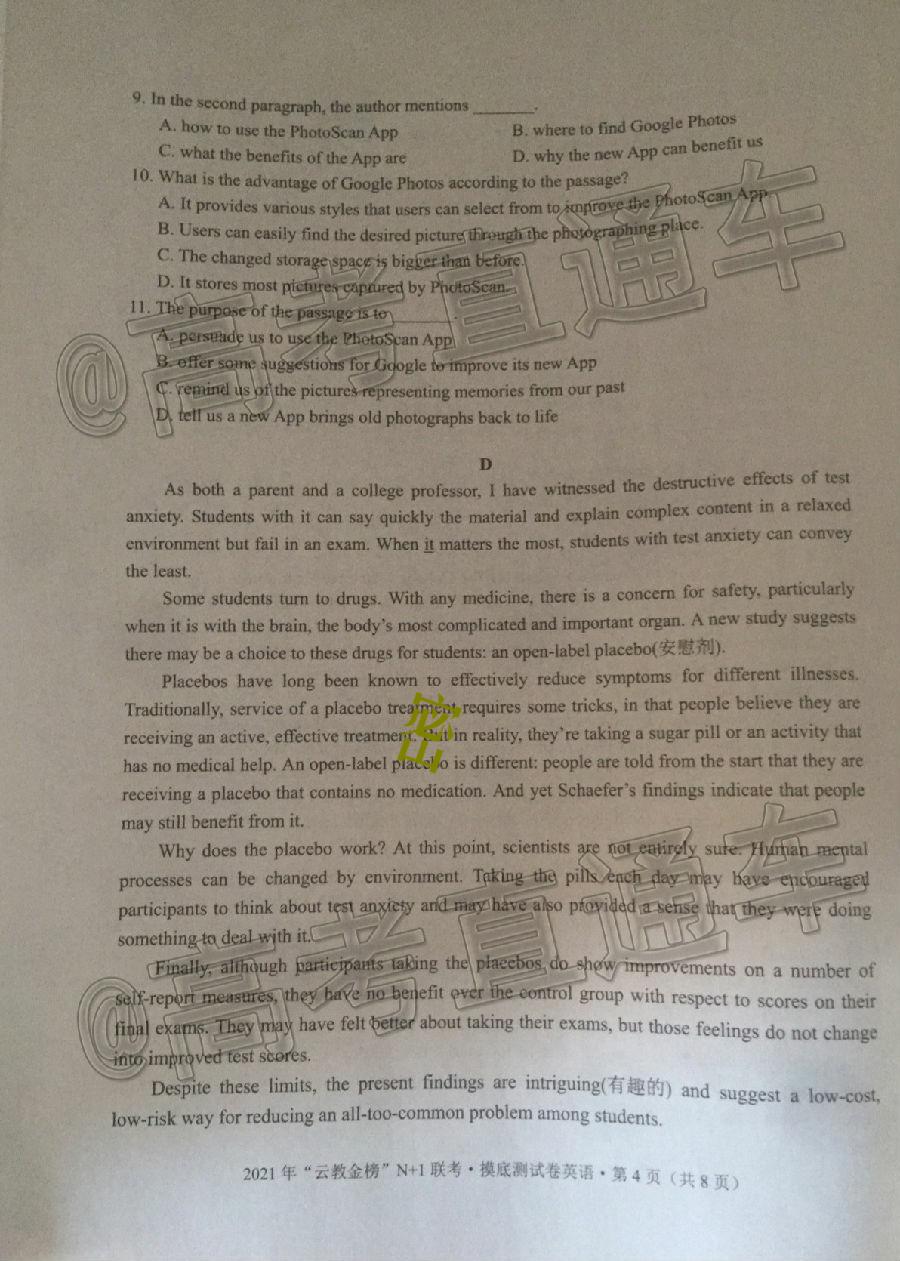 9. In the second paragraph, the author mentions ________.
A. how to use the PhotoScan App B. where to find Google Photos
C. what the benefits of the App are D. why the new App can benefit us
10. What is the advantage of Google Photos according to the passage?
A. It provides various styles that users can select from to improve the PhotoScan App.
B. Users can easily find the desired picture through the photographing place.
C. The changed storage space is bigger than before.
D. It stores most pictures captured by PhotoScan.
11. The purpose of the passage is to ________.
A. persuade us to use the PhotoScan App
B. offer some suggestions for Google to improve its new App
C. remind us of the pictures representing memories from our past
D. tell us a new App brings old photographs back to life
@高考直通车
D
As both a parent and a college professor, I have witnessed the destructive effects of test
anxiety. Students with it can say quickly the material and explain complex content in a relaxed
environment but fail in an exam. When it matters the most, students with test anxiety can convey
the least.
Some students turn to drugs. With any medicine, there is a concern for safety, particularly
when it is with the brain, the body's most complicated and important organ. A new study suggests
there may be a choice to these drugs for students: an open-label placebo(安慰剂).
Placebos have long been known to effectively reduce symptoms for different illnesses.
Traditionally, service of a placebo treatment requires some tricks, in that people believe they are
receiving an active, effective treatment. But in reality, they're taking a sugar pill or an activity that
has no medical help. An open-label placebo is different: people are told from the start that they are
receiving a placebo that contains no medication. And yet Schaefer's findings indicate that people
may still benefit from it.
密
Why does the placebo work? At this point, scientists are not entirely sure. Human mental
processes can be changed by environment. Taking the pills each day may have encouraged
participants to think about test anxiety and may have also provided a sense that they were doing
something to deal with it.
Finally, although participants taking the placebos do show improvements on a number of
self-report measures, they have no benefit over the control group with respect to scores on their
final exams. They may have felt better about taking their exams, but those feelings do not change
into improved test scores.
@高考直通车
Despite these limits, the present findings are intriguing(有趣的) and suggest a low-cost,
low-risk way for reducing an all-too-common problem among students.
2021 年“云教金榜”N+1 联考·摸底测试卷英语·第 4 页（共 8 页）